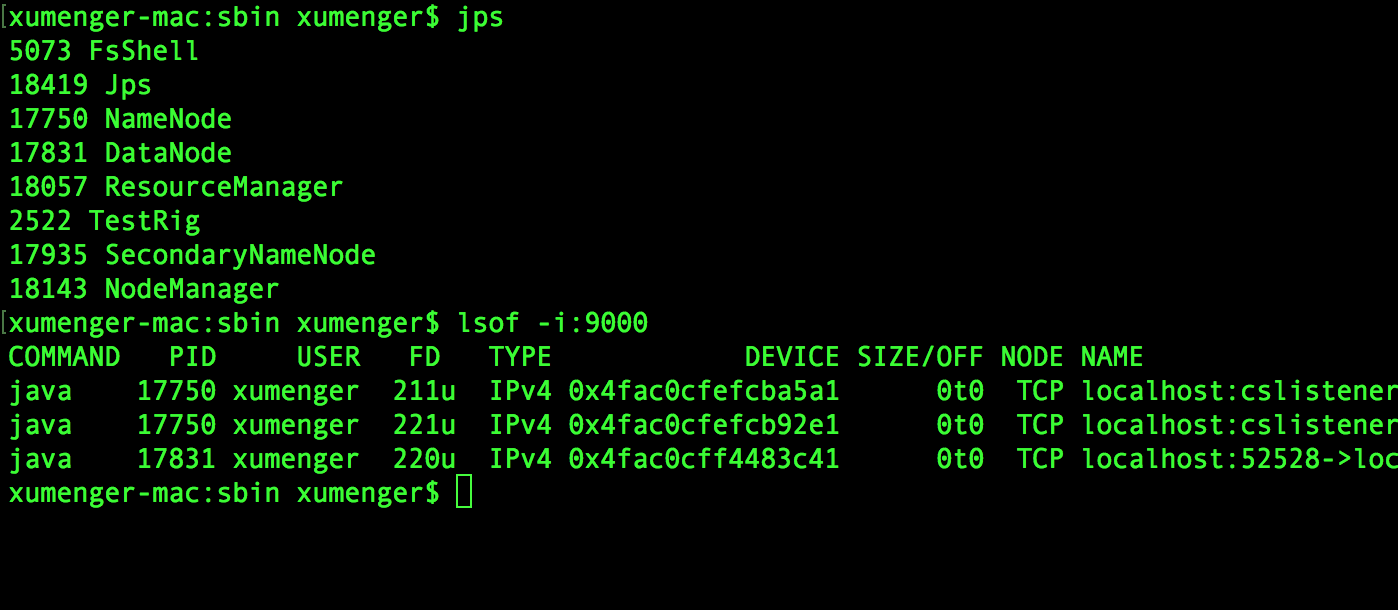 [xumenger-mac:sbin xumenger$ jps
5073 FsShell
18419 Jps
17750 NameNode
17831 DataNode
18057 ResourceManager
2522 TestRig
17935 SecondaryNameNode
18143 NodeManager
[xumenger-mac:sbin xumenger$ lsof -i:9000
COMMAND   PID     USER   FD   TYPE             DEVICE SIZE/OFF NODE NAME
java    17750 xumenger  211u  IPv4 0x4fac0cfefcba5a1      0t0  TCP localhost:cslistener
java    17750 xumenger  221u  IPv4 0x4fac0cfefcb92e1      0t0  TCP localhost:cslistener
java    17831 xumenger  220u  IPv4 0x4fac0cff4483c41      0t0  TCP localhost:52528->loc
xumenger-mac:sbin xumenger$